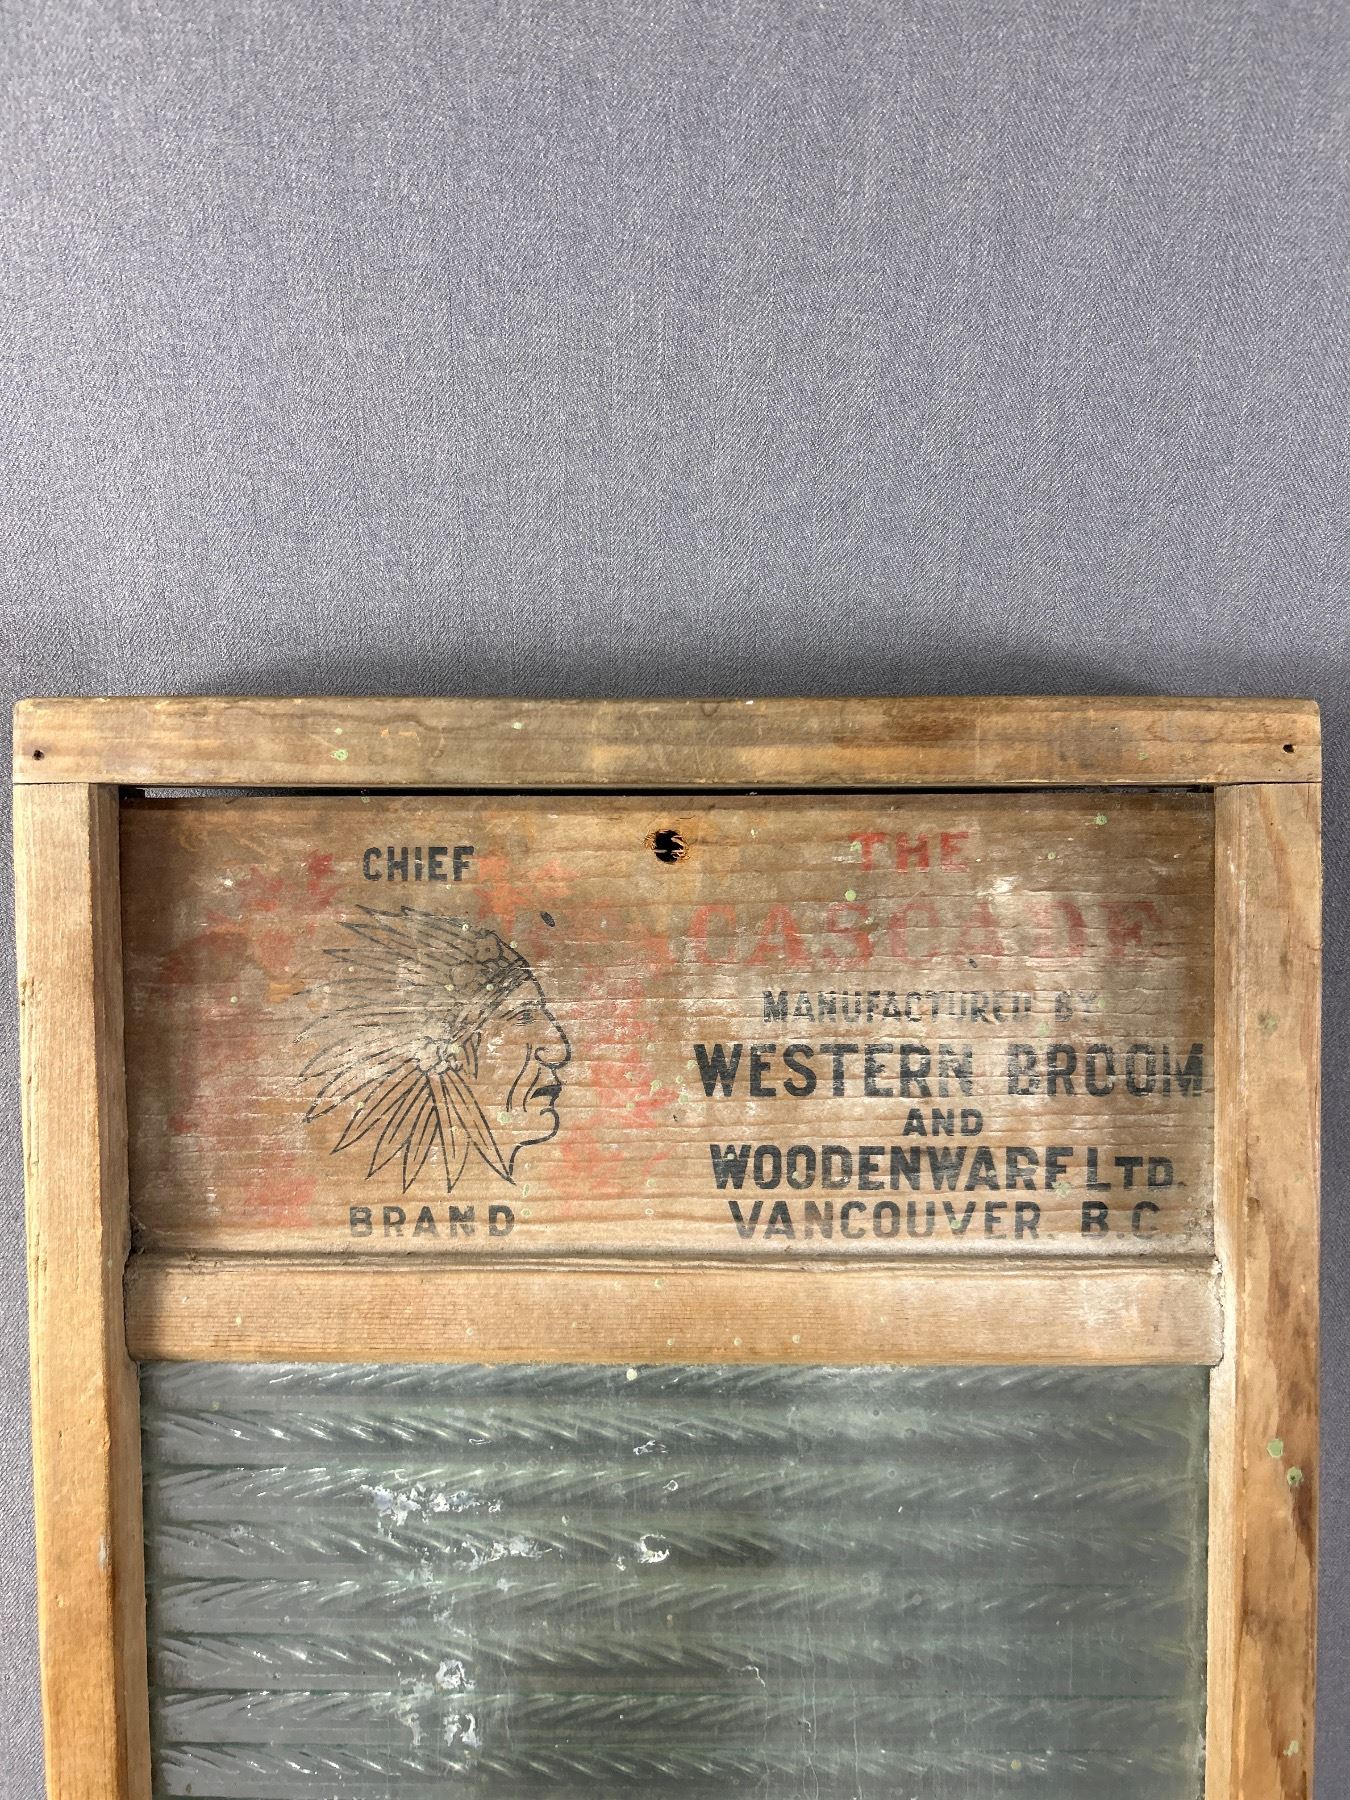 CHIEF
BRAND
THE
CASCADE
MANUFACTURED BY
WESTERN BROOM
AND
WOODENWARE LTD.
VANCOUVER. B.C.